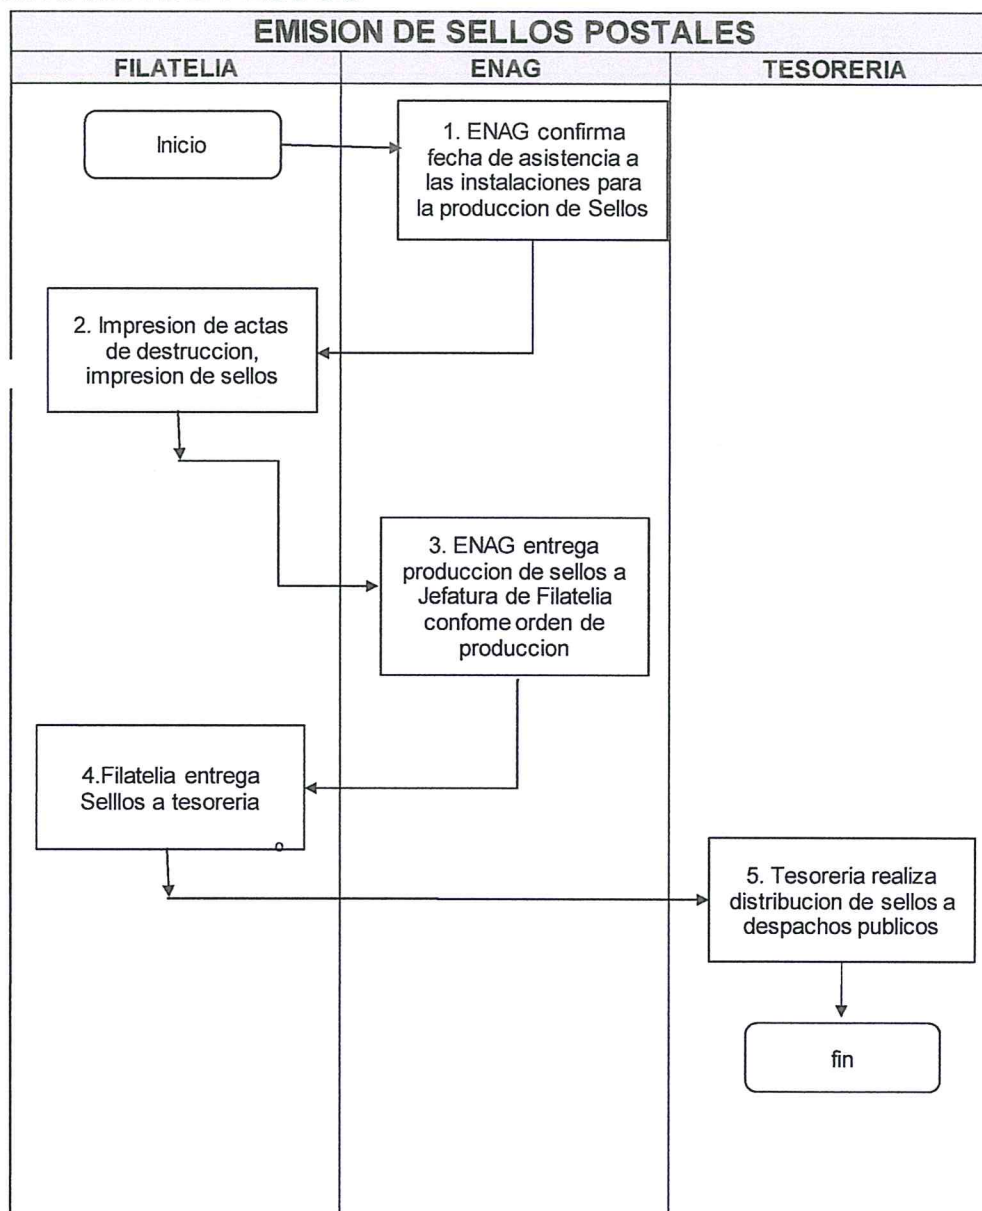 EMISION DE SELLOS POSTALES
FILATELIA
ENAG
TESORERIA
Inicio
1. ENAG confirma
fecha de asistencia a
las instalaciones para
la produccion de Sellos
2. Impresion de actas
de destruccion,
impresion de sellos
3. ENAG entrega
produccion de sellos a
Jefatura de Filatelia
confome orden de
produccion
4.Filatelia entrega
Selllos a tesoreria
o
5. Tesoreria realiza
distribucion de sellos a
despachos publicos
fin